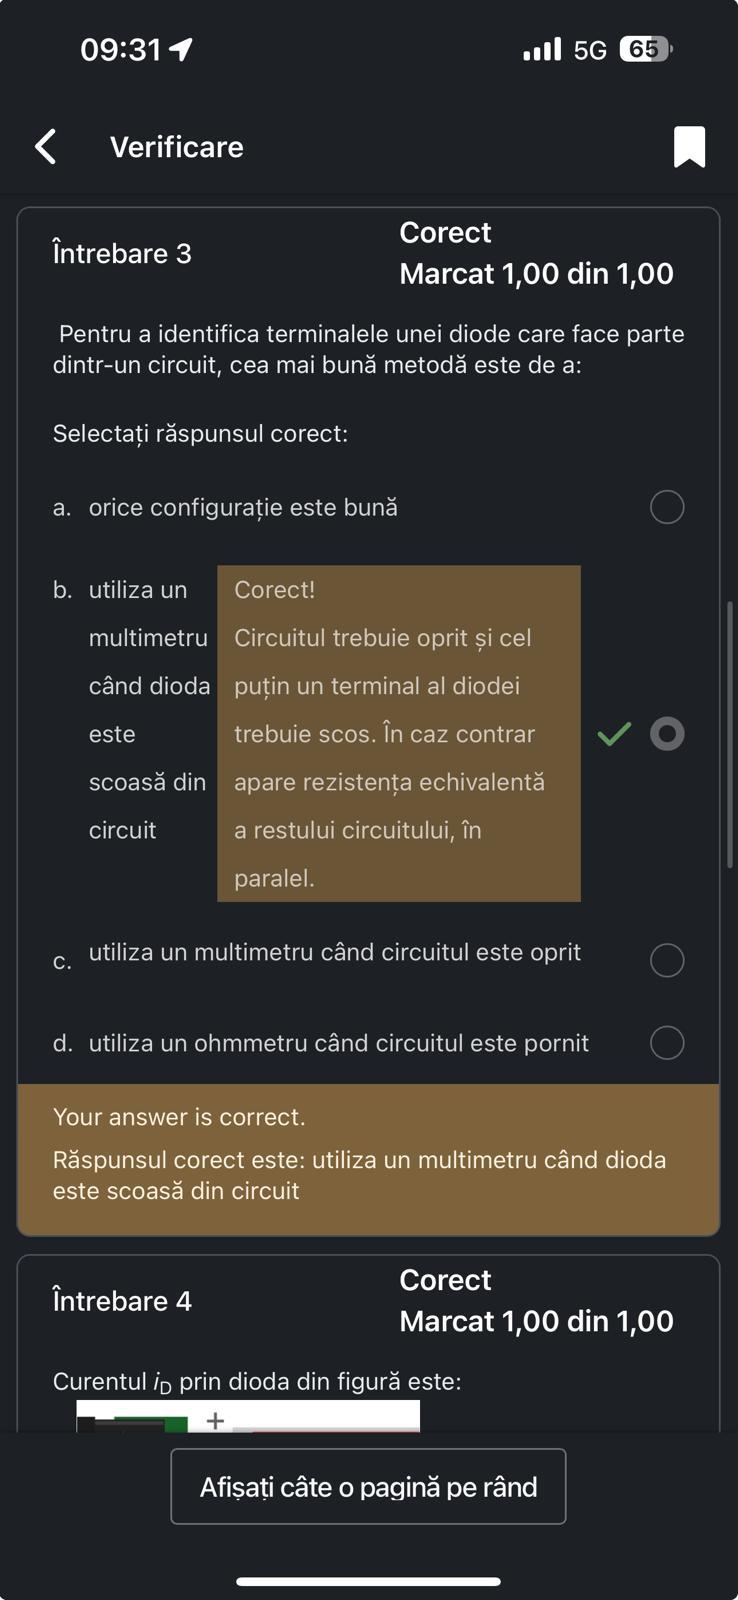 09:31
5G 65
Verificare
Întrebare 3
Corect
Marcat 1,00 din 1,00
Pentru a identifica terminalele unei diode care face parte
dintr-un circuit, cea mai bună metodă este de a:
Selectați răspunsul corect:
a. orice configurație este bună
b. utiliza un
multimetru
când dioda
este
scoasă din
circuit
Corect!
Circuitul trebuie oprit și cel
puțin un terminal al diodei
trebuie scos. În caz contrar
apare rezistența echivalentă
a restului circuitului, în
paralel.
c. utiliza un multimetru când circuitul este oprit
d. utiliza un ohmmetru când circuitul este pornit
Your answer is correct.
Răspunsul corect este: utiliza un multimetru când dioda
este scoasă din circuit
Întrebare 4
Corect
Marcat 1,00 din 1,00
Curentul iD prin dioda din figură este:
+
Afișați câte o pagină pe rând